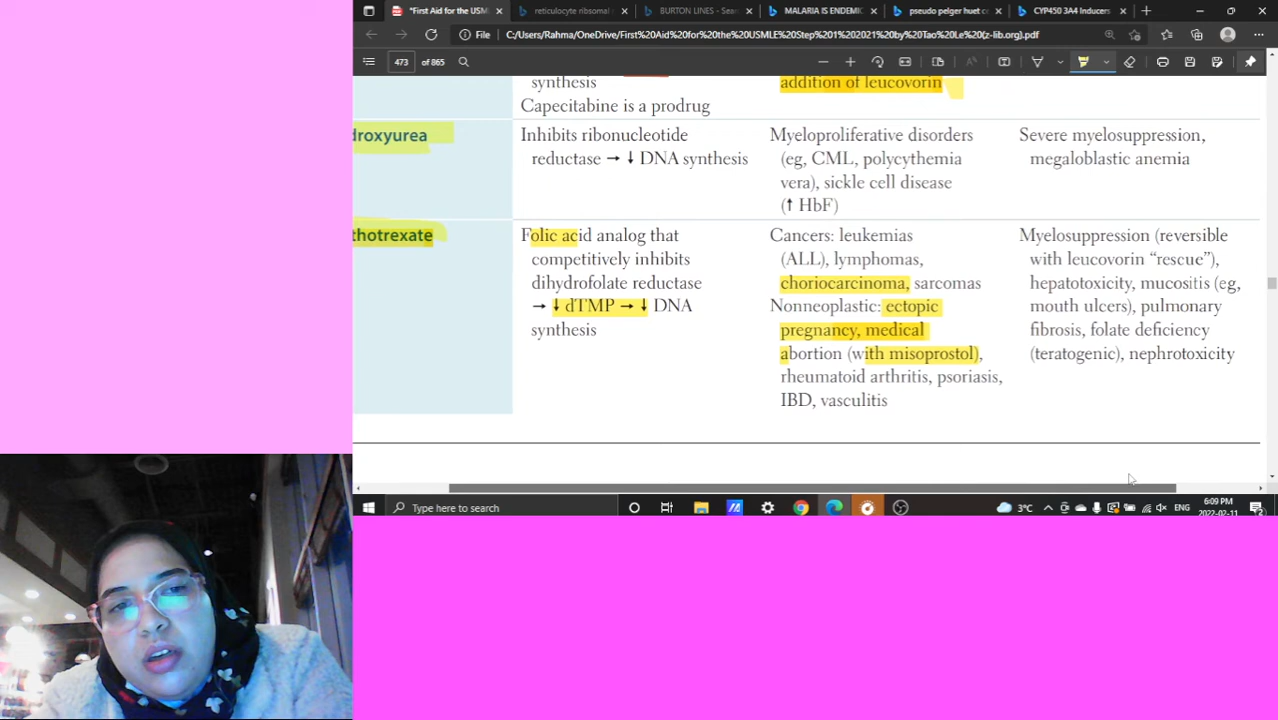 "First Aid for the USM
reticulocyte ribsomal
BURTON LINES - Sea
MALARIA IS ENDEMIC
pseudo pelger huet c
CYP450 3A4 Inducers
File
C:/Users/Rahma/OneDrive/First%20Aid%20for%20the%20USMLE%20Step%201%202021%20by%20Tao%20Le%20(z-lib.org).pdf
473 of 865
synthesis
Capecitabine is a prodrug
addition of leucovorin
droxyurea
Inhibits ribonucleotide
reductase → ↓ DNA synthesis
Myeloproliferative disorders
(eg, CML, polycythemia
vera), sickle cell disease
(↑ HbF)
Severe myelosuppression,
megaloblastic anemia
thotrexate
Folic acid analog that
competitively inhibits
dihydrofolate reductase
→ ↓ dTMP → ↓ DNA
synthesis
Cancers: leukemias
(ALL), lymphomas,
choriocarcinoma, sarcomas
Nonneoplastic: ectopic
pregnancy, medical
abortion (with misoprostol),
rheumatoid arthritis, psoriasis,
IBD, vasculitis
Myelosuppression (reversible
with leucovorin “rescue”),
hepatotoxicity, mucositis (eg,
mouth ulcers), pulmonary
fibrosis, folate deficiency
(teratogenic), nephrotoxicity
Type here to search
3°C
ENG
6:09 PM
2022-02-11